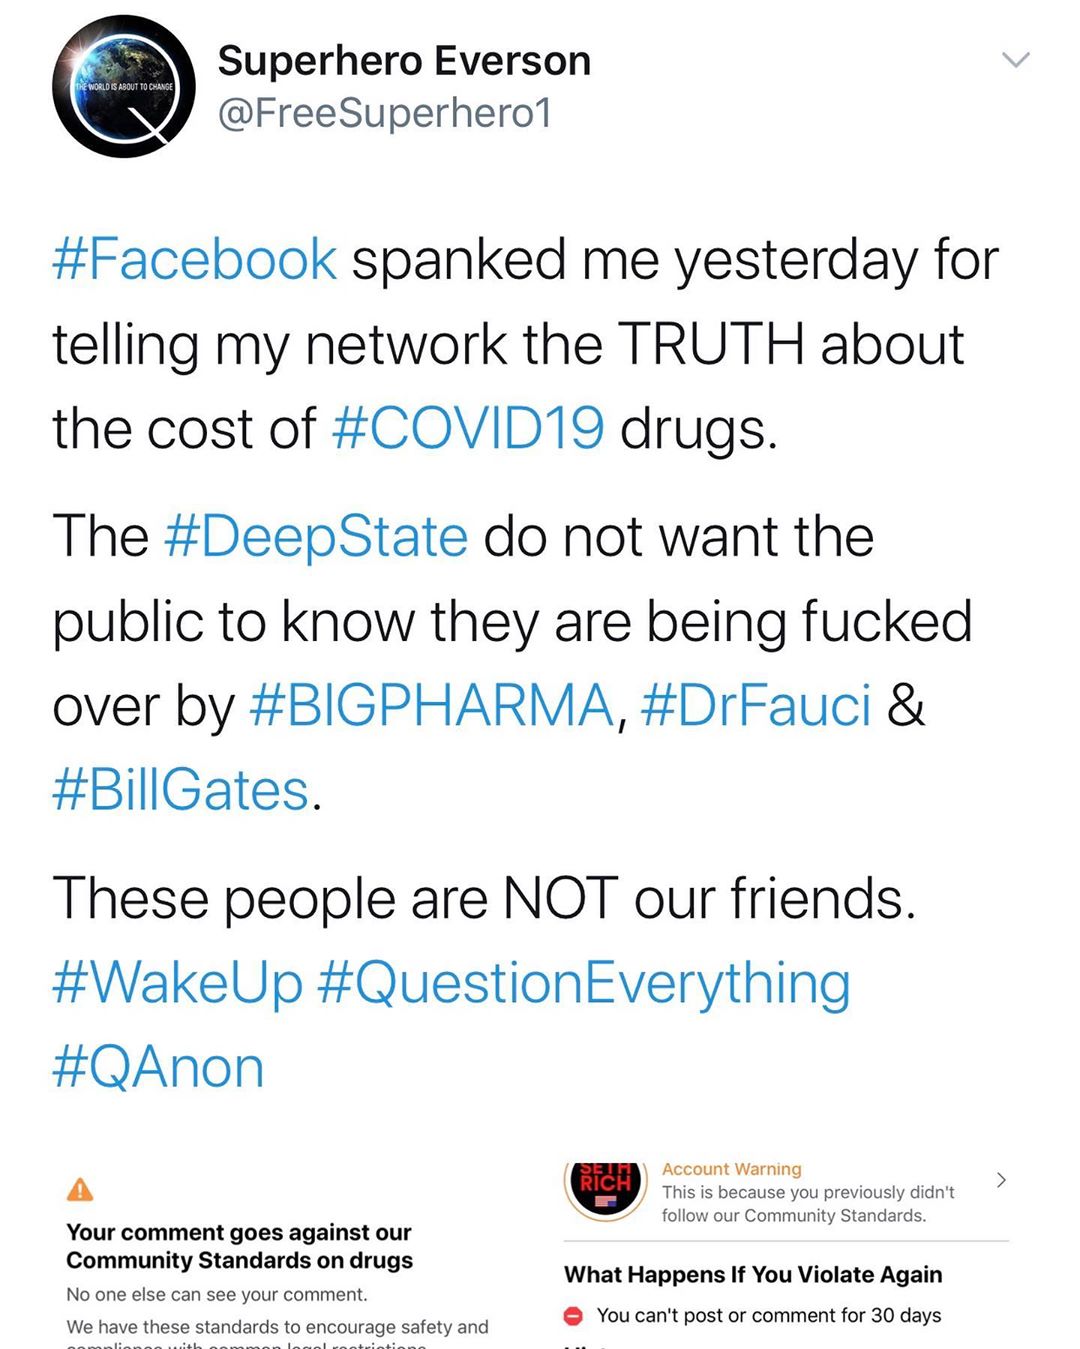 THE WORLD IS ABOUT TO CHANGE
Superhero Everson
@FreeSuperhero1
#Facebook spanked me yesterday for
telling my network the TRUTH about
the cost of #COVID19 drugs.
The #DeepState do not want the
public to know they are being fucked
over by #BIGPHARMA, #DrFauci &
#BillGates.
These people are NOT our friends.
#WakeUp #QuestionEverything
#QAnon
Your comment goes against our
Community Standards on drugs
No one else can see your comment.
We have these standards to encourage safety and
compliance with common legal restrictions
SETH
RICH
Account Warning
This is because you previously didn't
follow our Community Standards.
What Happens If You Violate Again
You can't post or comment for 30 days